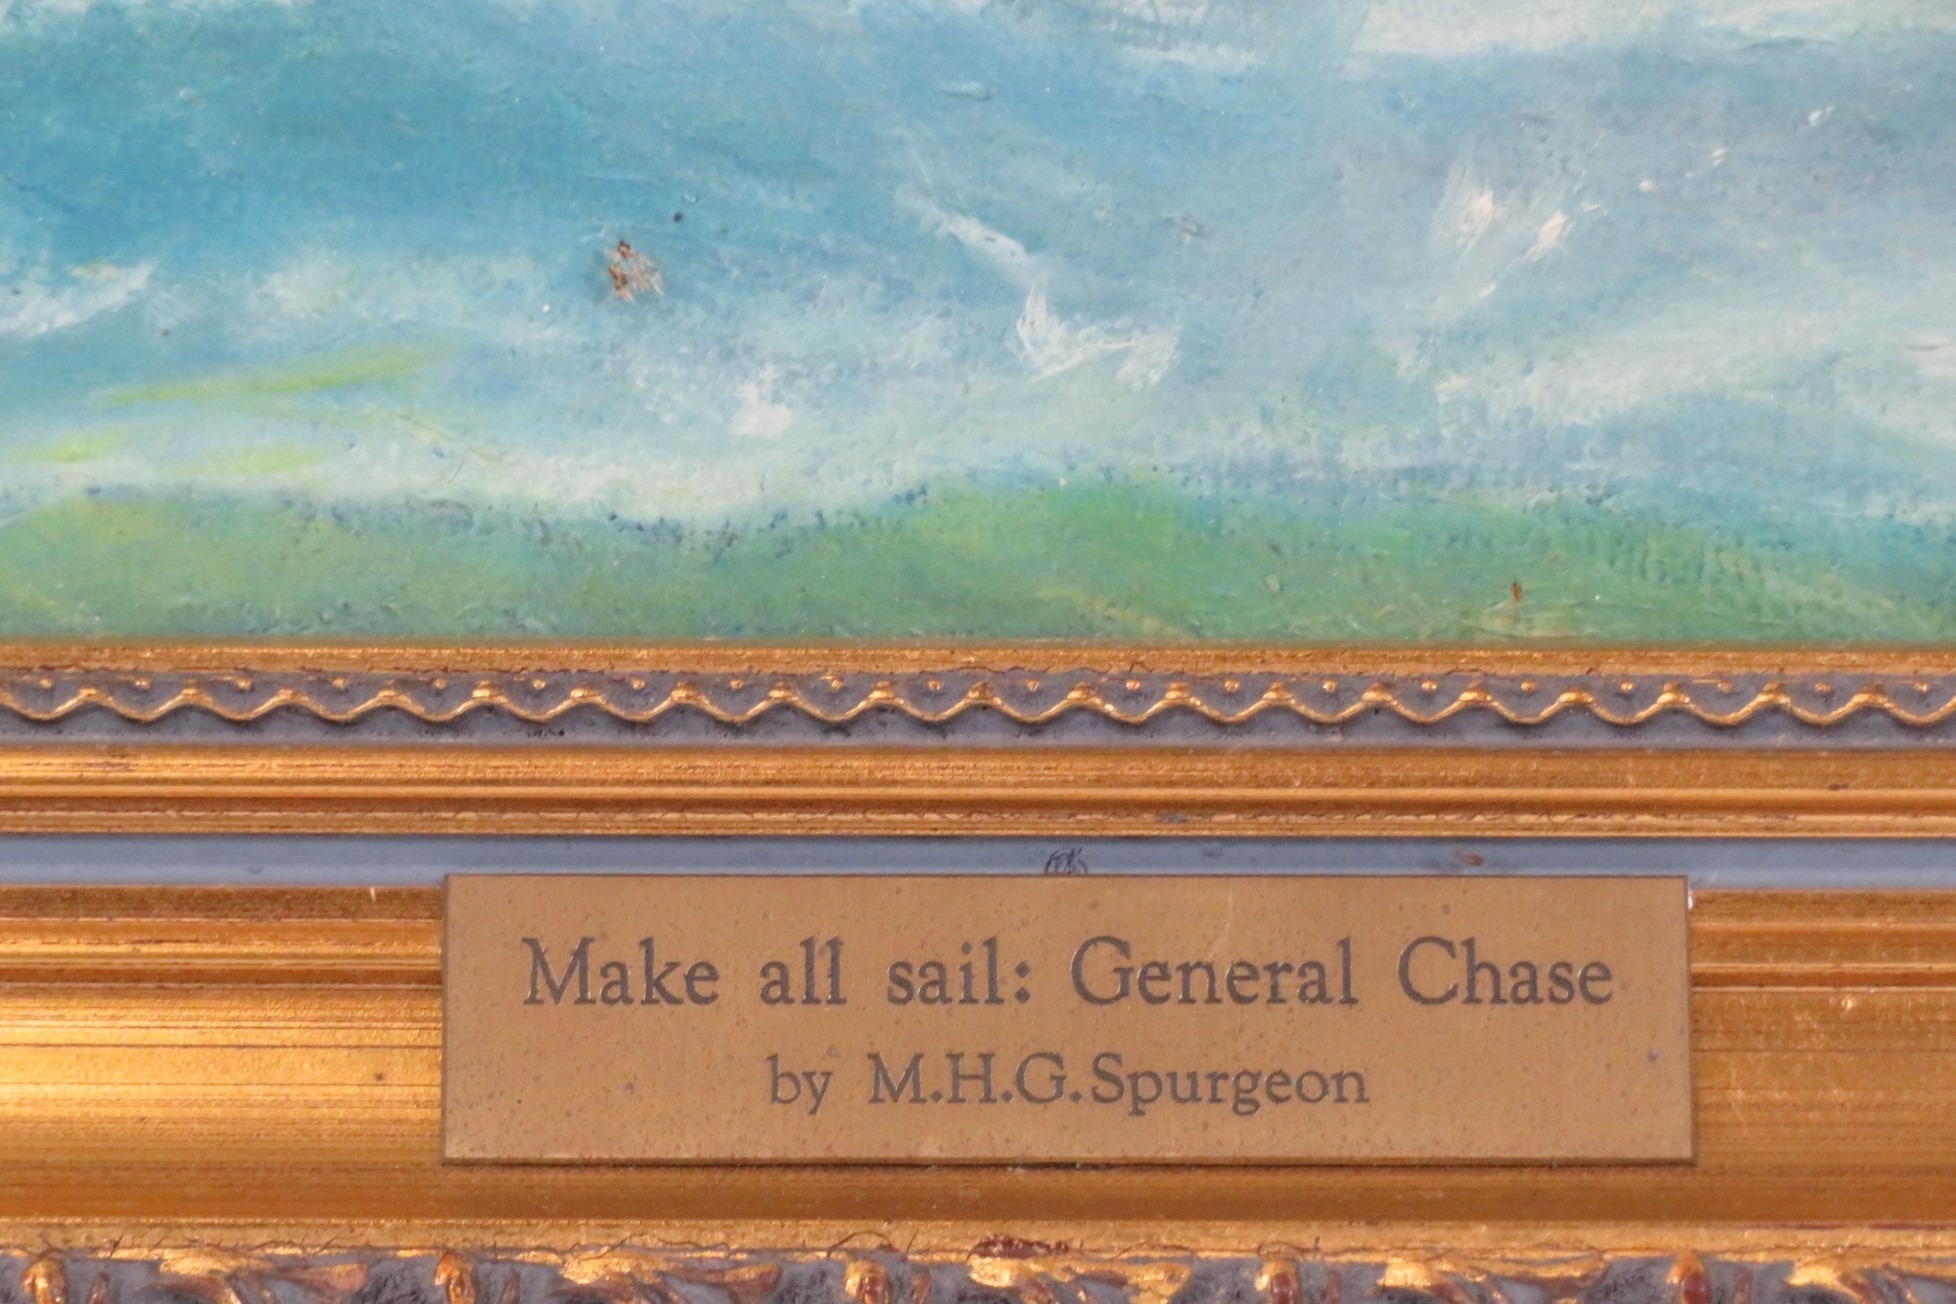 Make all sail: General Chase
by M.H.G.Spurgeon